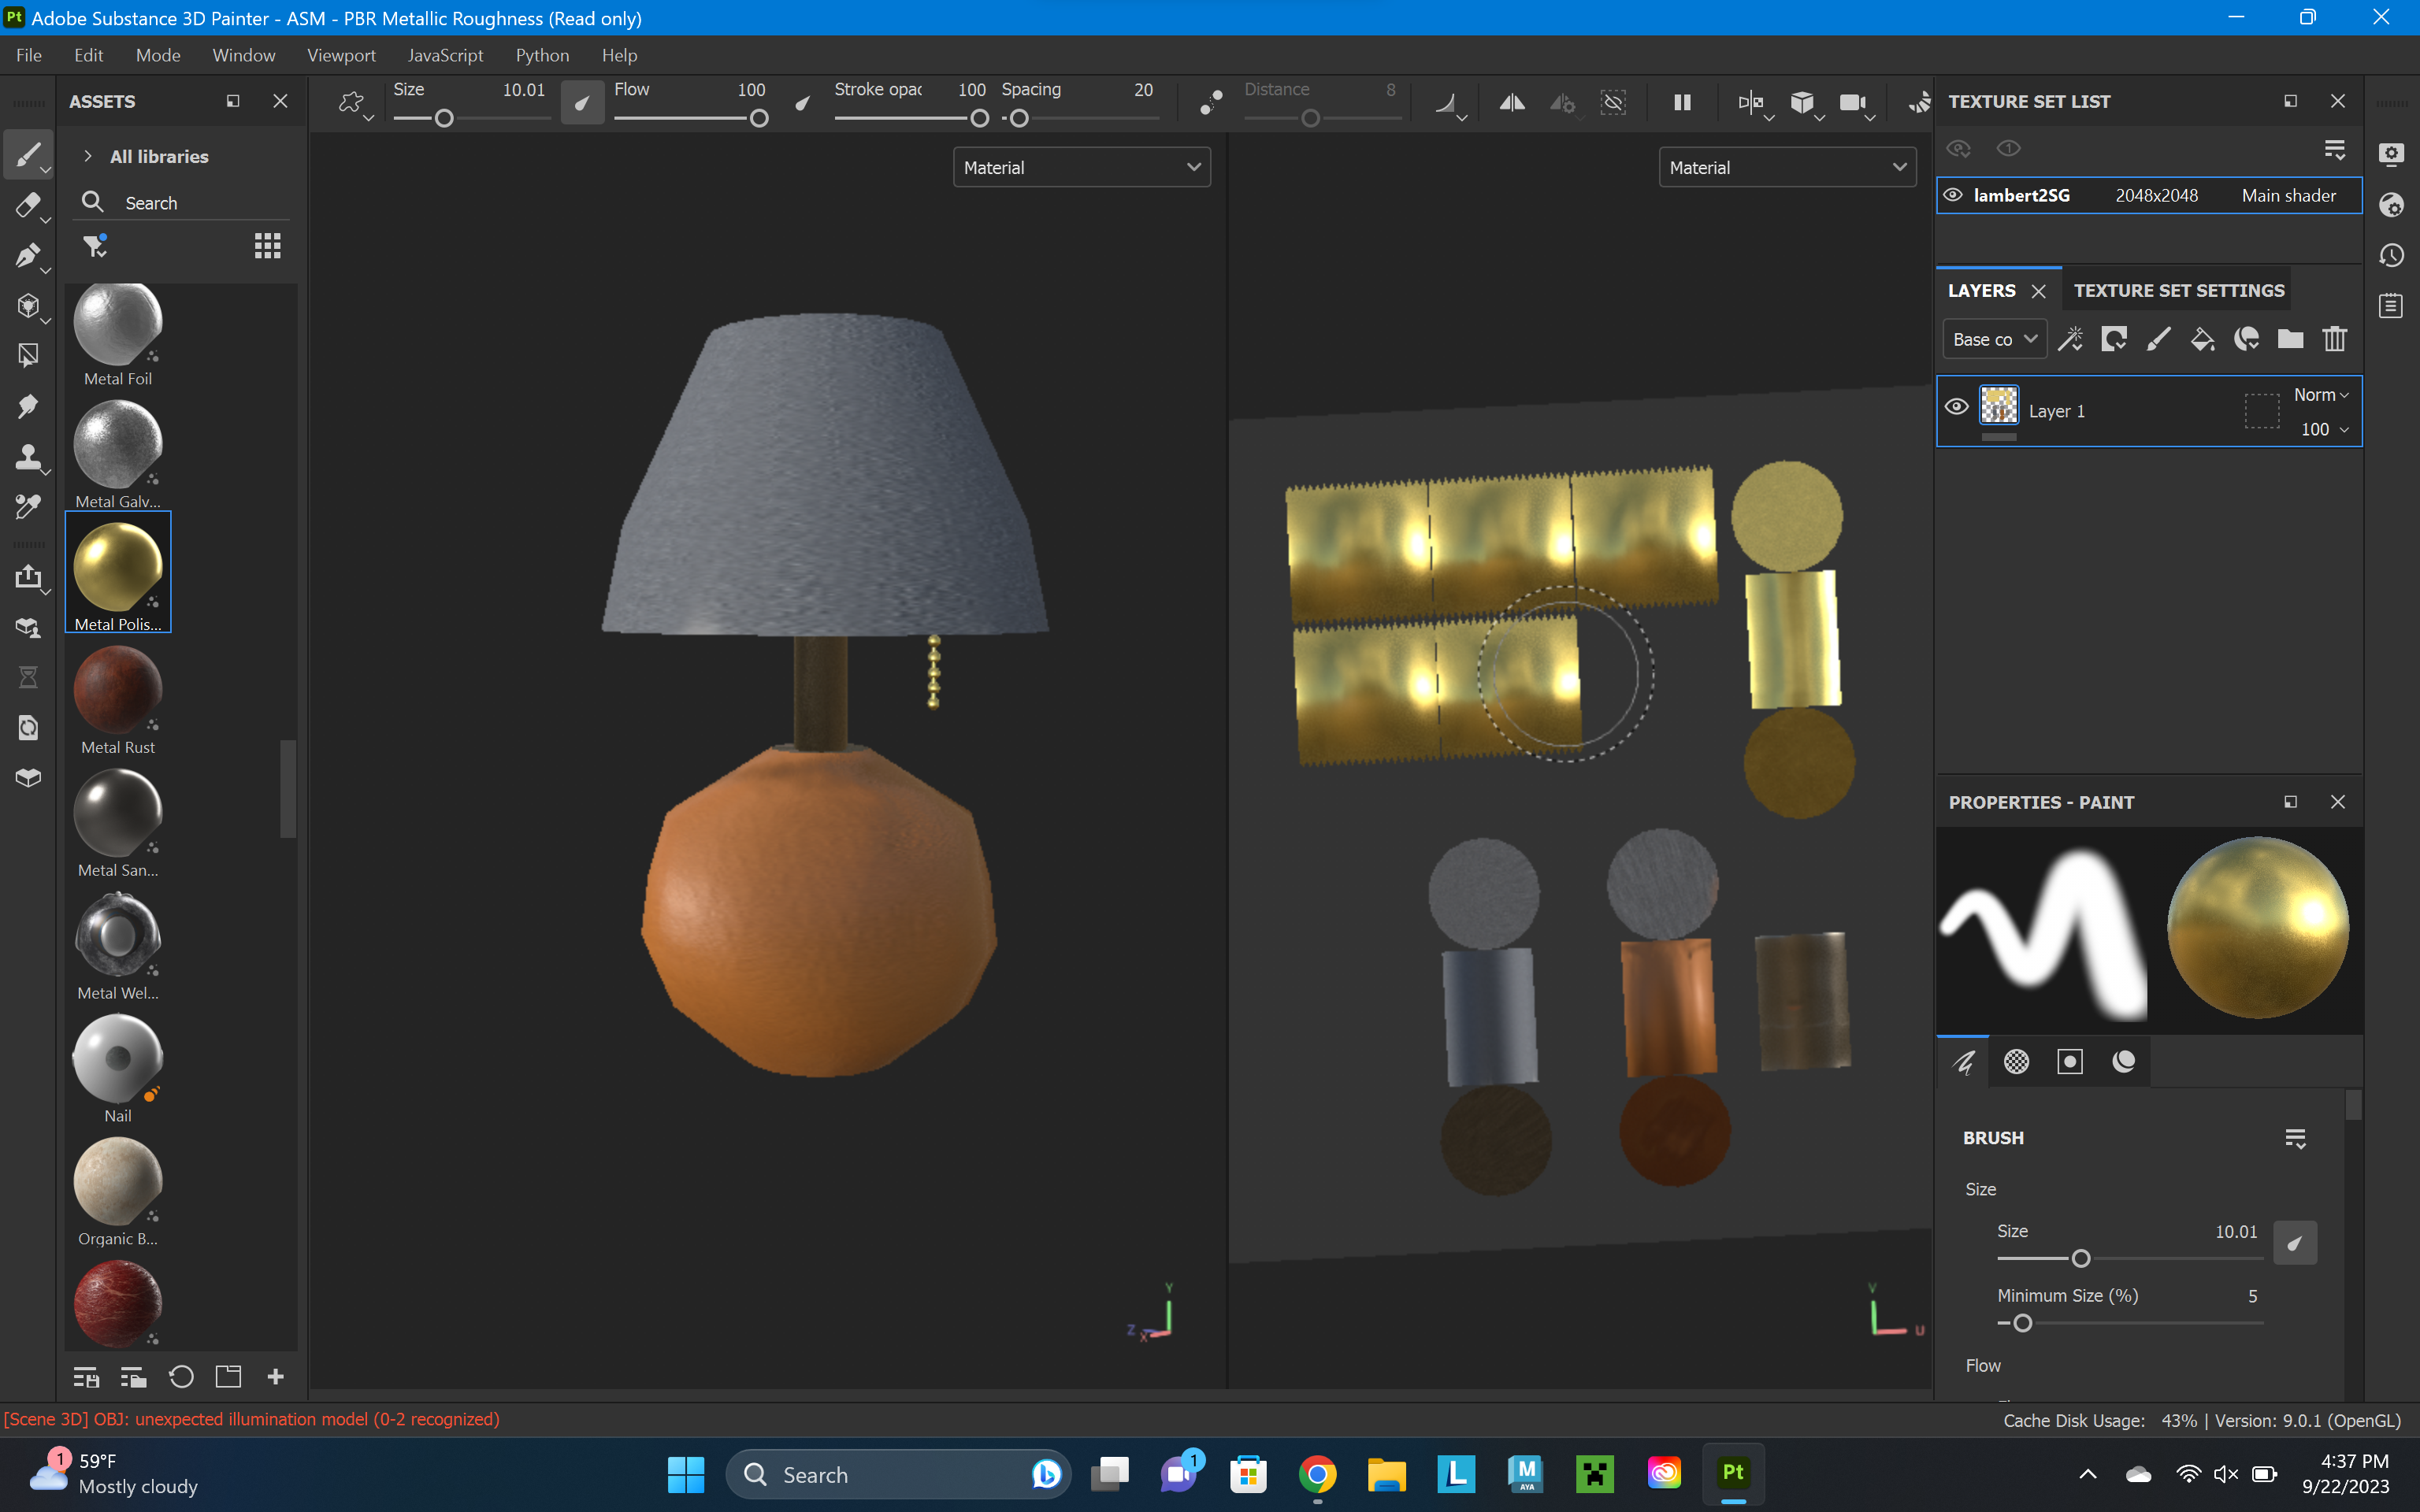 Pt Adobe Substance 3D Painter - ASM - PBR Metallic Roughness (Read only)
File Edit Mode Window Viewport JavaScript Python Help
ASSETS
Size 10.01
Flow 100
Stroke opac 100
Spacing 20
Distance 8
TEXTURE SET LIST
All libraries
Search
Material
Material
1
lambert2SG 2048x2048 Main shader
LAYERS
TEXTURE SET SETTINGS
Base co
Layer 1
Norm
100
Metal Foil
Metal Galv...
Metal Polis...
Metal Rust
Metal San...
Metal Wel...
Nail
Organic B...
PROPERTIES - PAINT
BRUSH
Size
Size 10.01
Minimum Size (%) 5
Flow
Y
Z
X
V
U
[Scene 3D] OBJ: unexpected illumination model (0-2 recognized)
Cache Disk Usage: 43% | Version: 9.0.1 (OpenGL)
1
59°F
Mostly cloudy
Search
b
1
L
M
AYA
Pt
4:37 PM
9/22/2023